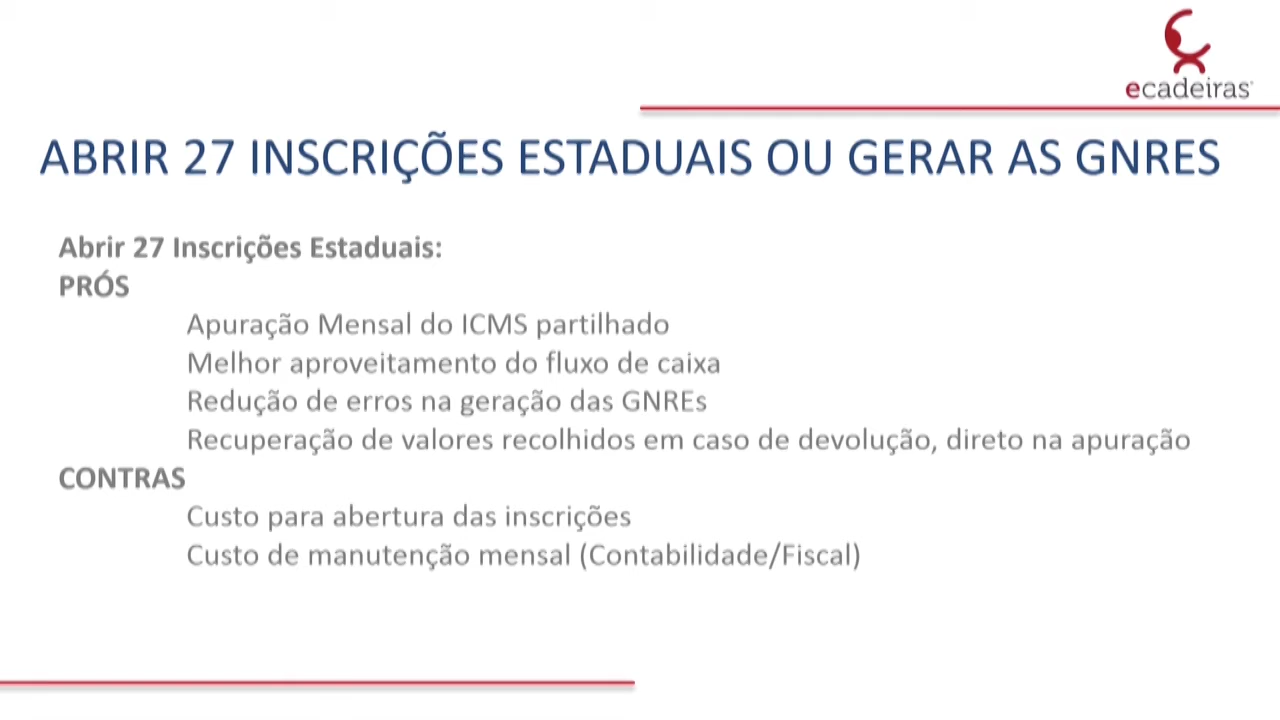 ecadeiras
ABRIR 27 INSCRIÇÕES ESTADUAIS OU GERAR AS GNRES
Abrir 27 Inscrições Estaduais:
PRÓS
Apuração Mensal do ICMS partilhado
Melhor aproveitamento do fluxo de caixa
Redução de erros na geração das GNREs
Recuperação de valores recolhidos em caso de devolução, direto na apuração
CONTRAS
Custo para abertura das inscrições
Custo de manutenção mensal (Contabilidade/Fiscal)